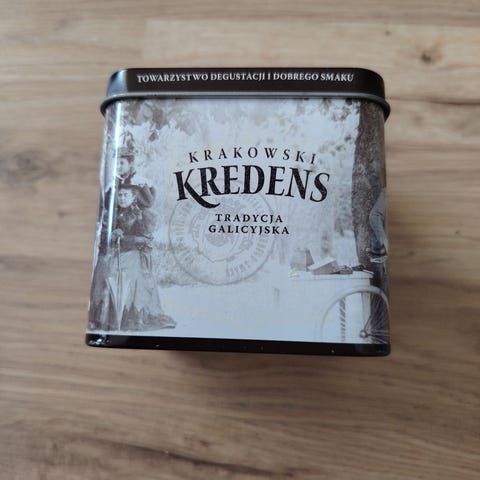 TOWARZYSTWO DEGUSTACJI I DOBREGO SMAKU
KRAKOWSKI
KREDENS
TRADYCJA
GALICYJSKA